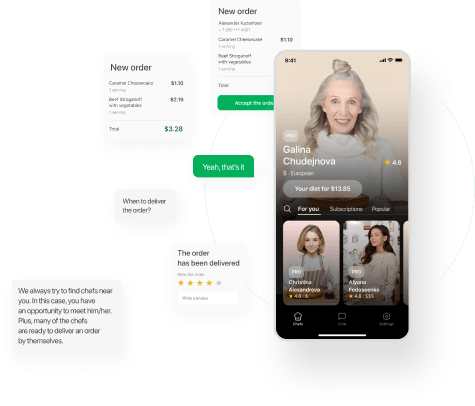 New order
Alexander Kuznetsov
Caramel Cheesecake $1.10
1 serving
Beef Stroganoff
with vegetables
1 serving
Total
Accept the orde
New order
Caramel Cheesecake $1.10
1 serving
Beef Stroganoff $2.19
with vegetables
1 serving
Total $3.28
Yeah, that's it
When to deliver
the order?
The order
has been delivered
Rate the order
Write a review
We always try to find chefs near
you. In this case, you have
an opportunity to meet him/her.
Plus, many of the chefs
are ready to deliver an order
by themselves.
9:41
PRO
Galina
Chudejnova
4.6
$ · European
Your diet for $13.85
For you Subscriptions Popular
PRO
Christina
Alexandrova
4.6 · $
PRO
Alyona
Fedoseenko
4.8 · $$$
Chefs Chat Settings